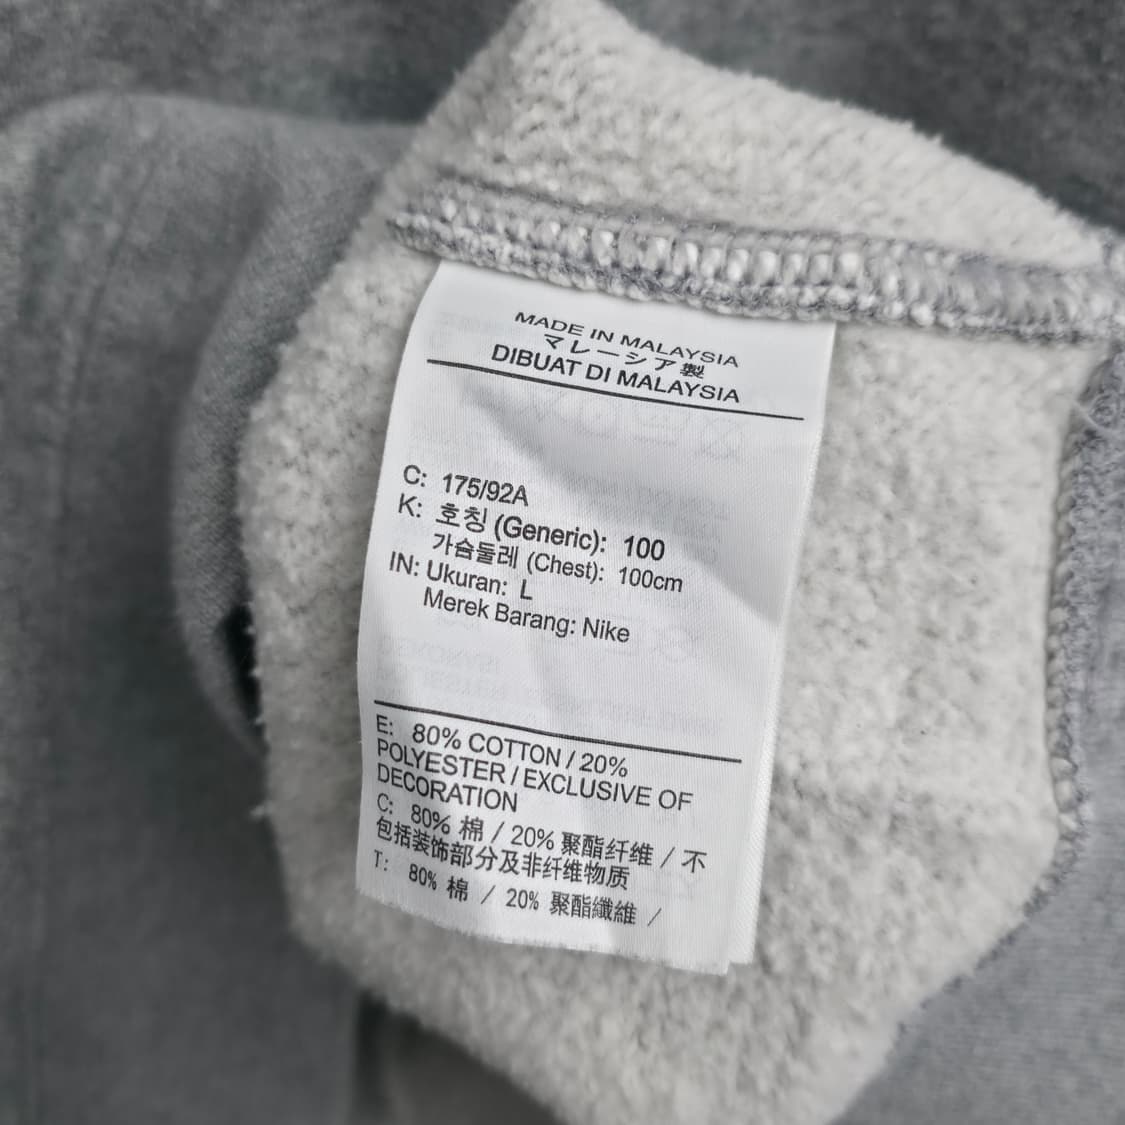 MADE IN MALAYSIA
マレーシア製
DIBUAT DI MALAYSIA
C: 175/92A
K: 호칭 (Generic): 100
가슴둘레 (Chest): 100cm
IN: Ukuran: L
Merek Barang: Nike
E: 80% COTTON / 20%
POLYESTER / EXCLUSIVE OF
DECORATION
C: 80% 棉 / 20% 聚酯纤维 / 不
包括装饰部分及非纤维物质
T: 80% 棉 / 20% 聚酯纖維 /